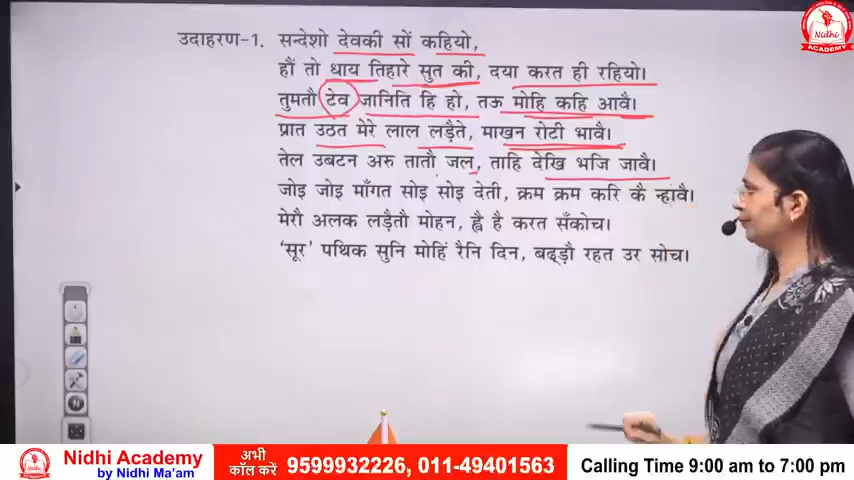 Nidhi
ACADEMY
उदाहरण-1. सन्देशो देवकी सों कहियो,
हौं तो धाय तिहारे सुत की, दया करत ही रहियो।
तुमतौ टेव जानिति हि हो, तऊ मोहि कहि आवै।
प्रात उठत मेरे लाल लड़ैते, माखन रोटी भावै।
तेल उबटन अरु तातौ जल, ताहि देखि भजि जावै।
जोइ जोइ माँगत सोइ सोइ देती, क्रम क्रम करि कै न्हावै।
मेरौ अलक लड़ैतौ मोहन, ह्वै है करत सँकोच।
‘सूर’ पथिक सुनि मोहिं रैनि दिन, बढ्ड़ौ रहत उर सोच।
Nidhi Academy
by Nidhi Ma'am
अभी
कॉल करें
9599932226, 011-49401563
Calling Time 9:00 am to 7:00 pm